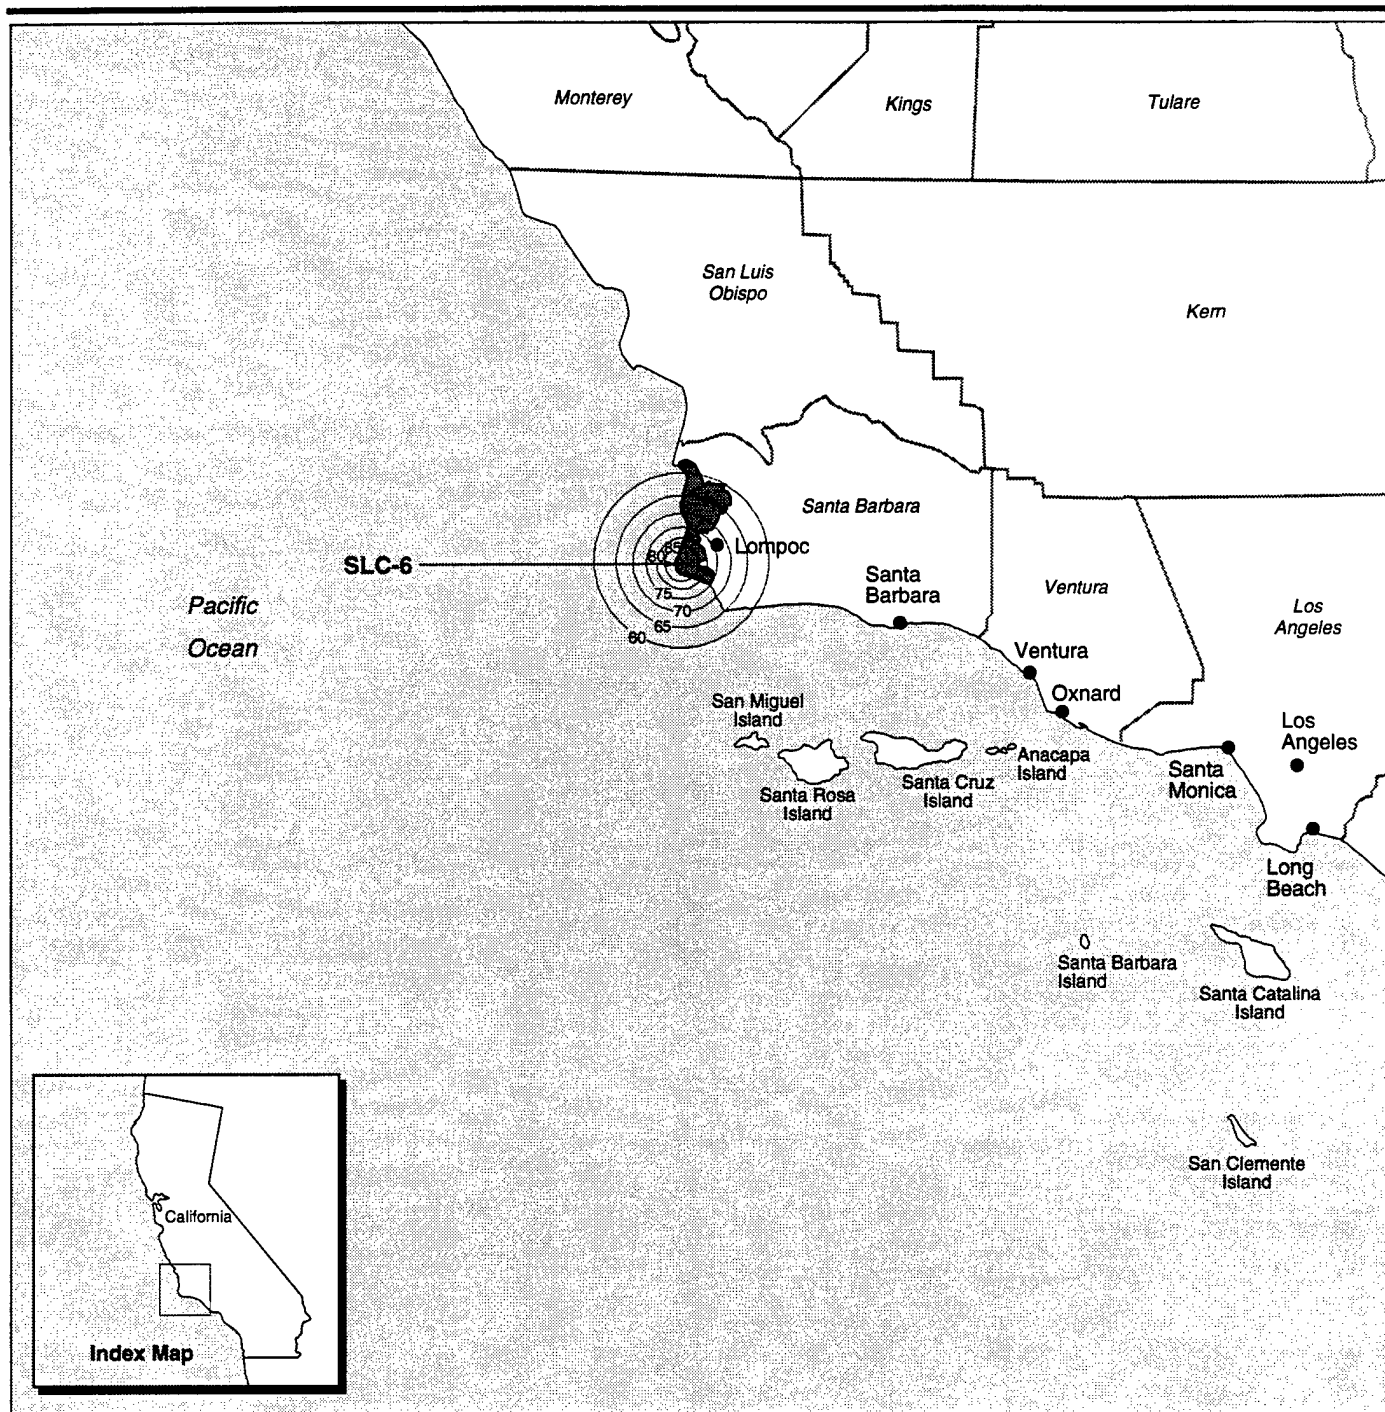 Monterey
Kings
Tulare
San Luis
Obispo
Kern
Santa Barbara
85
80
Lompoc
SLC-6
75
70
65
60
Santa
Barbara
Ventura
Los
Angeles
Pacific
Ocean
Ventura
Oxnard
San Miguel
Island
Los
Angeles
Anacapa
Island
Santa
Monica
Santa Cruz
Island
Santa Rosa
Island
Long
Beach
Santa Barbara
Island
Santa Catalina
Island
San Clemente
Island
California
Index Map